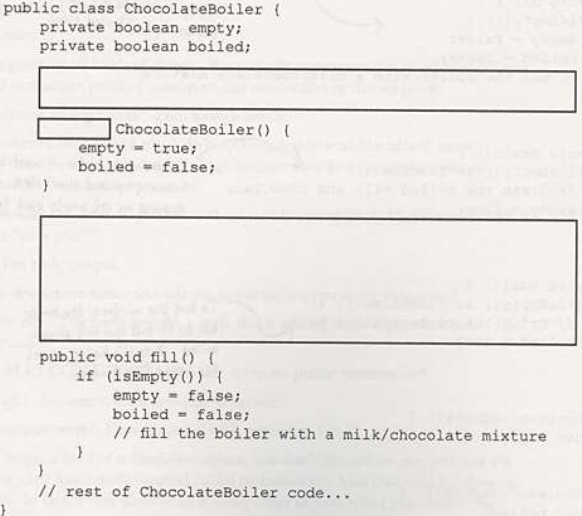 public class ChocolateBoiler {
private boolean empty;
private boolean boiled;
ChocolateBoiler() {
empty = true;
boiled = false;
}
public void fill() {
if (isEmpty()) {
empty = false;
boiled = false;
// fill the boiler with a milk/chocolate mixture
}
}
// rest of ChocolateBoiler code...
}